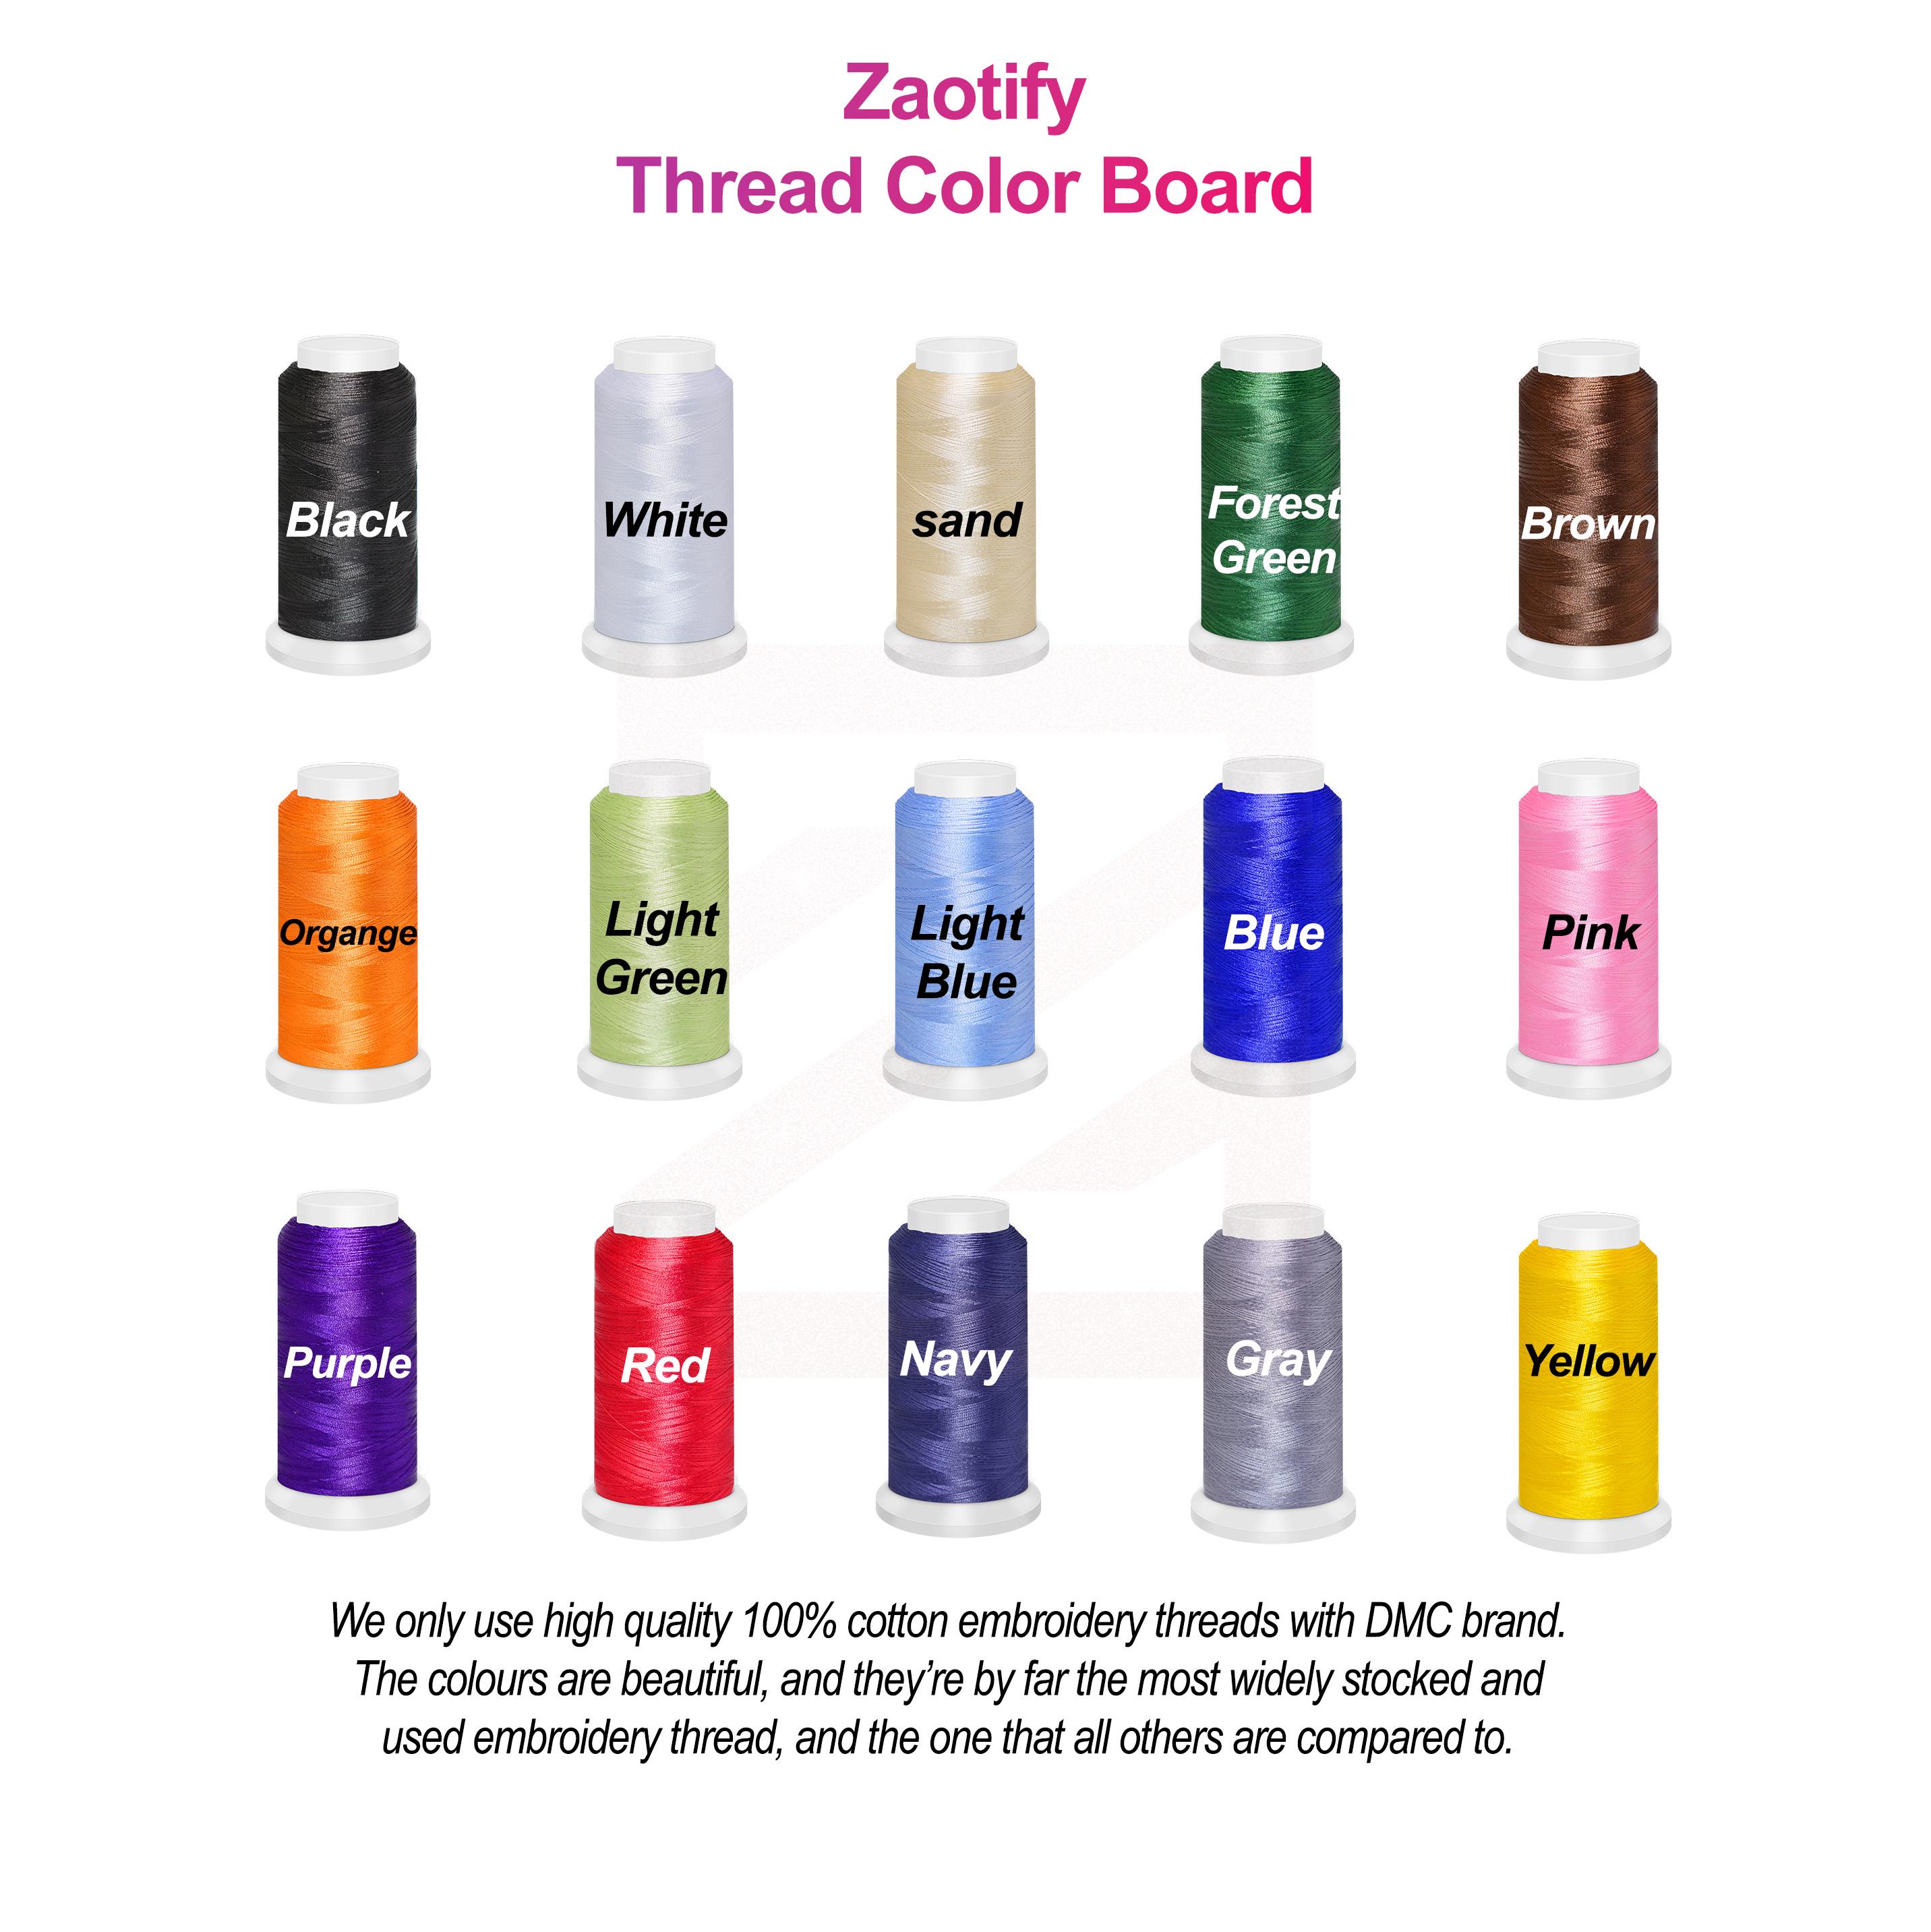 Zaotify
Thread Color Board
Black
White
sand
Forest
Green
Brown
Organge
Light
Green
Light
Blue
Blue
Pink
Purple
Red
Navy
Gray
Yellow
We only use high quality 100% cotton embroidery threads with DMC brand.
The colours are beautiful, and they’re by far the most widely stocked and
used embroidery thread, and the one that all others are compared to.